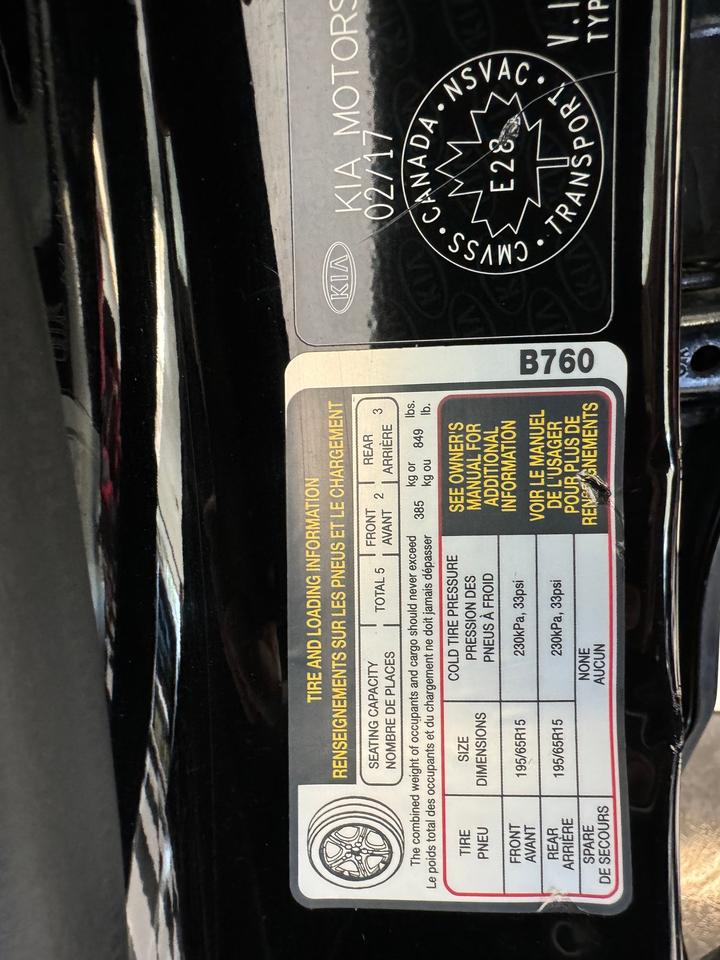 KIA
KIA MOTORS
02/17
CMVSS • CANADA • NSVAC • TRANSPORT
E28
V.I
TYP
B760
TIRE AND LOADING INFORMATION
RENSEIGNEMENTS SUR LES PNEUS ET LE CHARGEMENT
SEATING CAPACITY
NOMBRE DE PLACES
TOTAL 5
FRONT
AVANT 2
REAR
ARRIÈRE 3
The combined weight of occupants and cargo should never exceed 385 kg or 849 lbs.
Le poids total des occupants et du chargement ne doit jamais dépasser kg ou lb.
TIRE
PNEU
SIZE
DIMENSIONS
COLD TIRE PRESSURE
PRESSION DES
PNEUS À FROID
FRONT
AVANT
195/65R15
230kPa, 33psi
REAR
ARRIÈRE
195/65R15
230kPa, 33psi
SPARE
DE SECOURS
NONE
AUCUN
SEE OWNER'S
MANUAL FOR
ADDITIONAL
INFORMATION
VOIR LE MANUEL
DE L'USAGER
POUR PLUS DE
RENSEIGNEMENTS